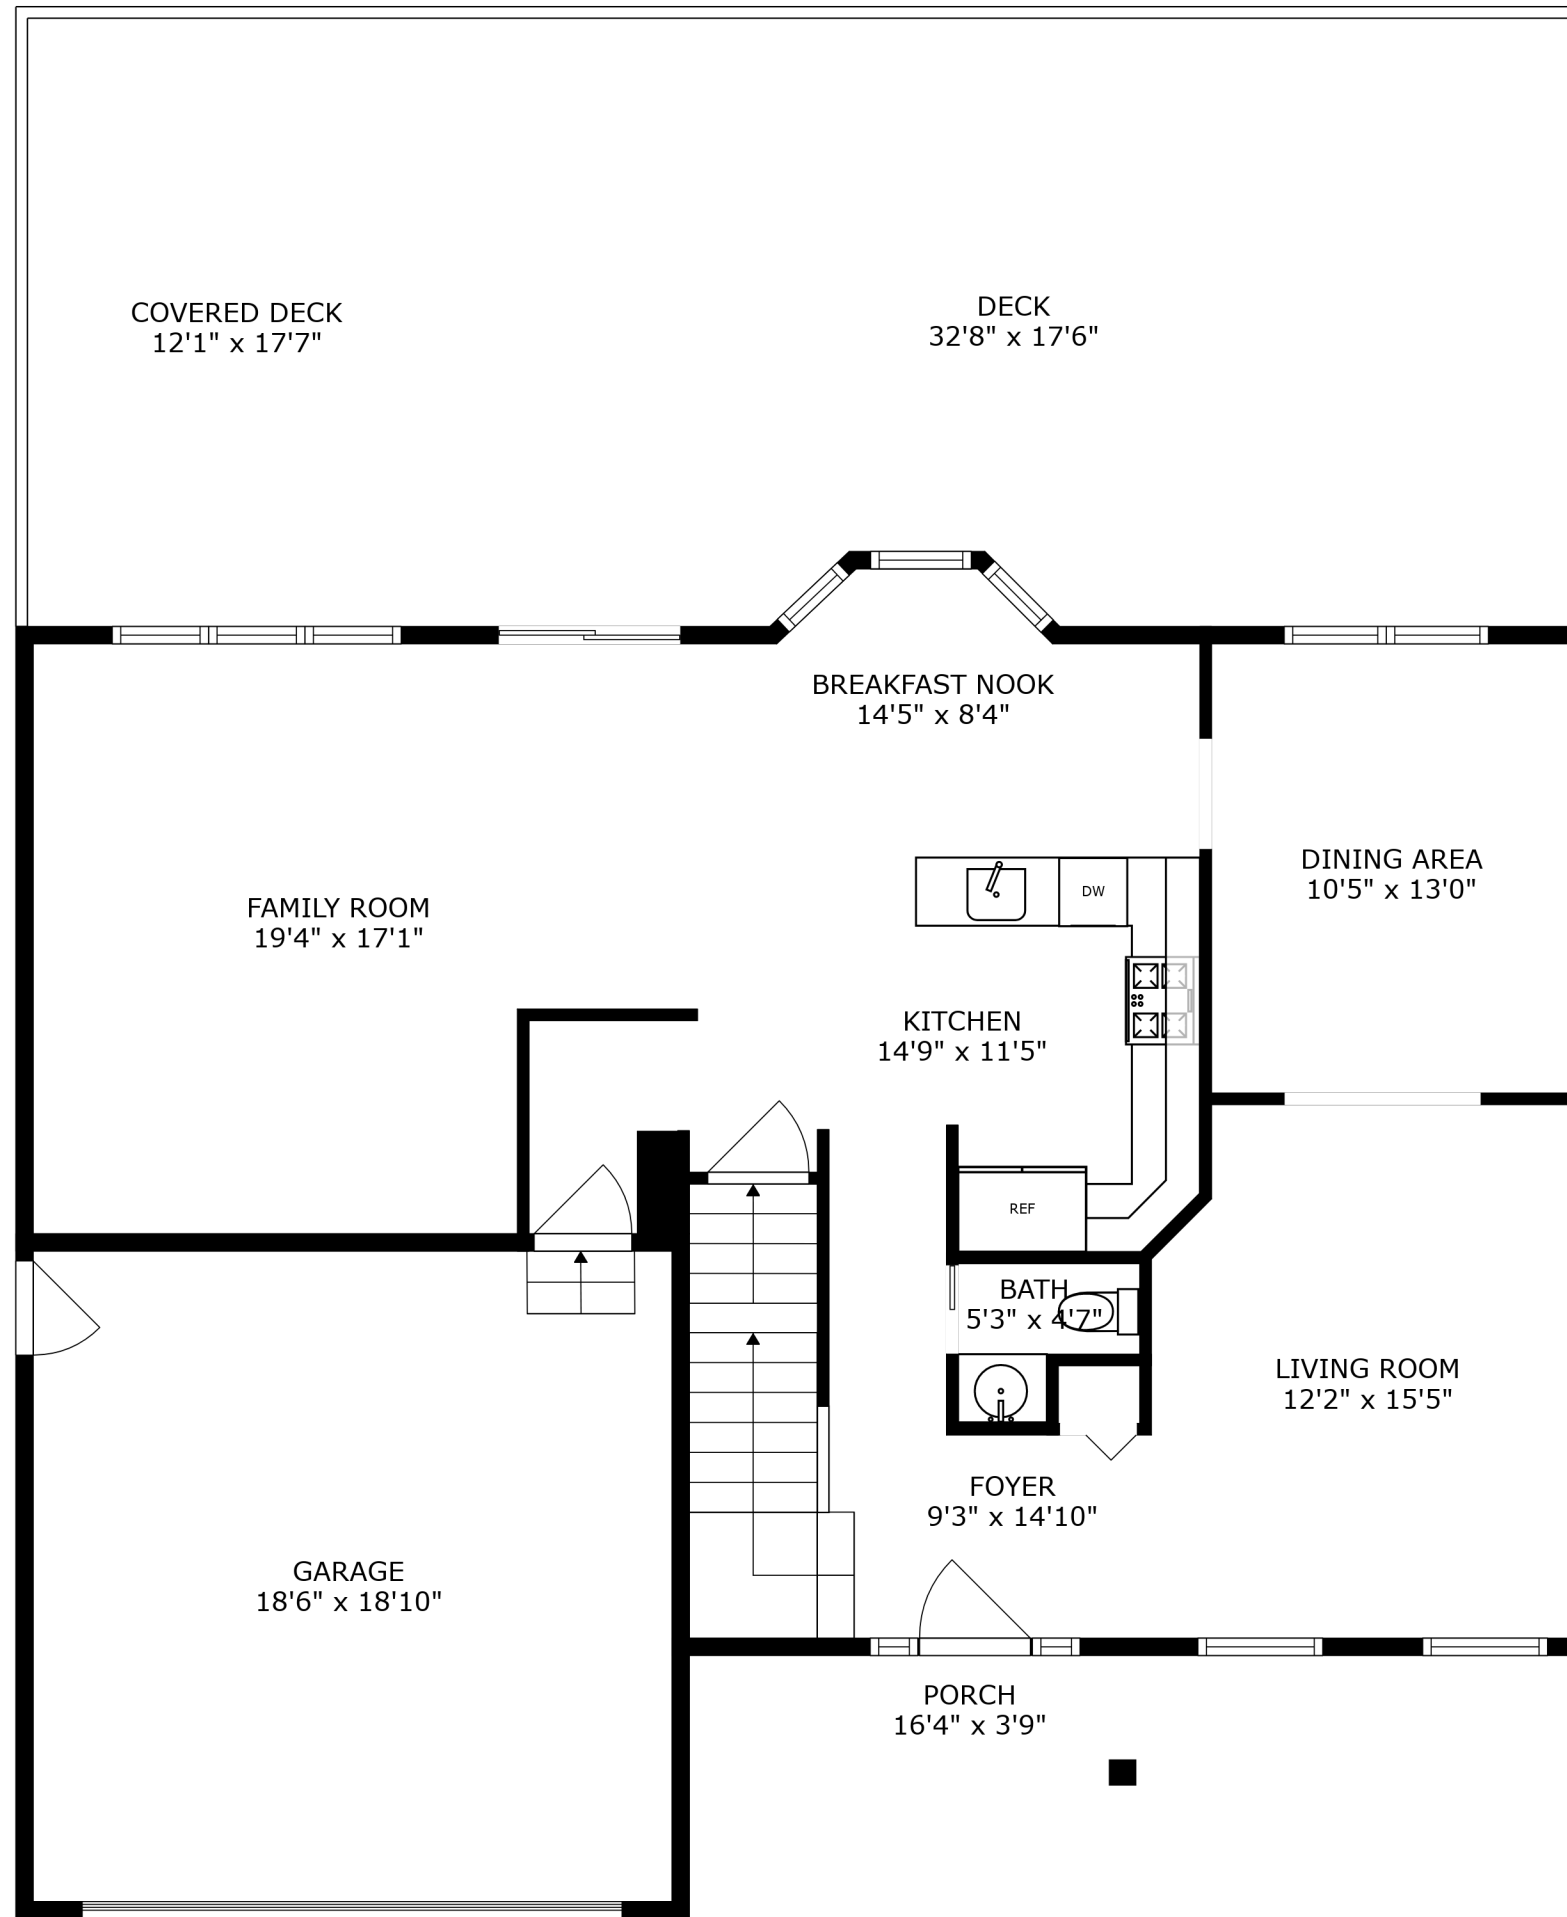 COVERED DECK
12'1" x 17'7"
DECK
32'8" x 17'6"
BREAKFAST NOOK
14'5" x 8'4"
DINING AREA
10'5" x 13'0"
DW
FAMILY ROOM
19'4" x 17'1"
KITCHEN
14'9" x 11'5"
REF
BATH
5'3" x 4'7"
LIVING ROOM
12'2" x 15'5"
FOYER
9'3" x 14'10"
GARAGE
18'6" x 18'10"
PORCH
16'4" x 3'9"